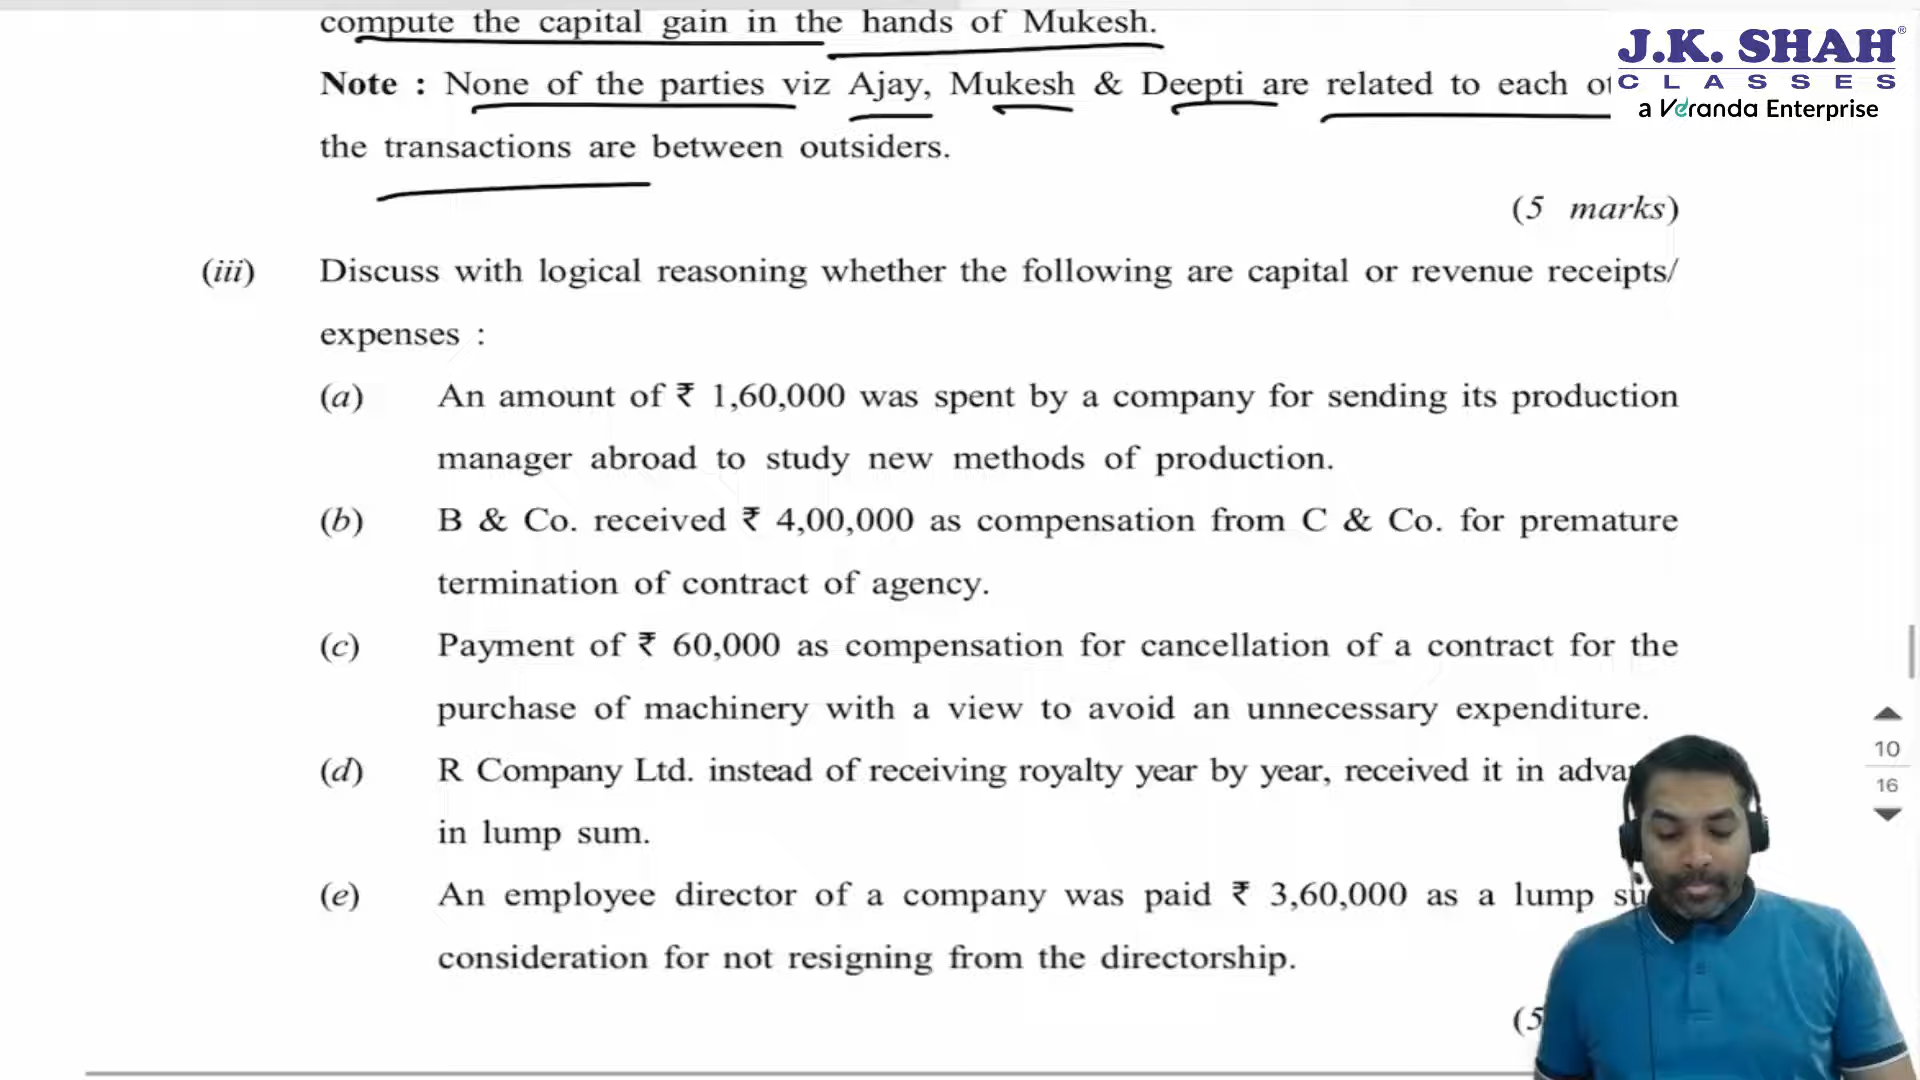 compute the capital gain in the hands of Mukesh.
J.K. SHAH®
CLASSES
a Veranda Enterprise
Note : None of the parties viz Ajay, Mukesh & Deepti are related to each
the transactions are between outsiders.
(5 marks)
(iii) Discuss with logical reasoning whether the following are capital or revenue receipts/
expenses :
(a) An amount of ₹ 1,60,000 was spent by a company for sending its production
manager abroad to study new methods of production.
(b) B & Co. received ₹ 4,00,000 as compensation from C & Co. for premature
termination of contract of agency.
(c) Payment of ₹ 60,000 as compensation for cancellation of a contract for the
purchase of machinery with a view to avoid an unnecessary expenditure.
(d) R Company Ltd. instead of receiving royalty year by year, received it in
in lump sum.
(e) An employee director of a company was paid ₹ 3,60,000 as a lump
consideration for not resigning from the directorship.
(5
10
16